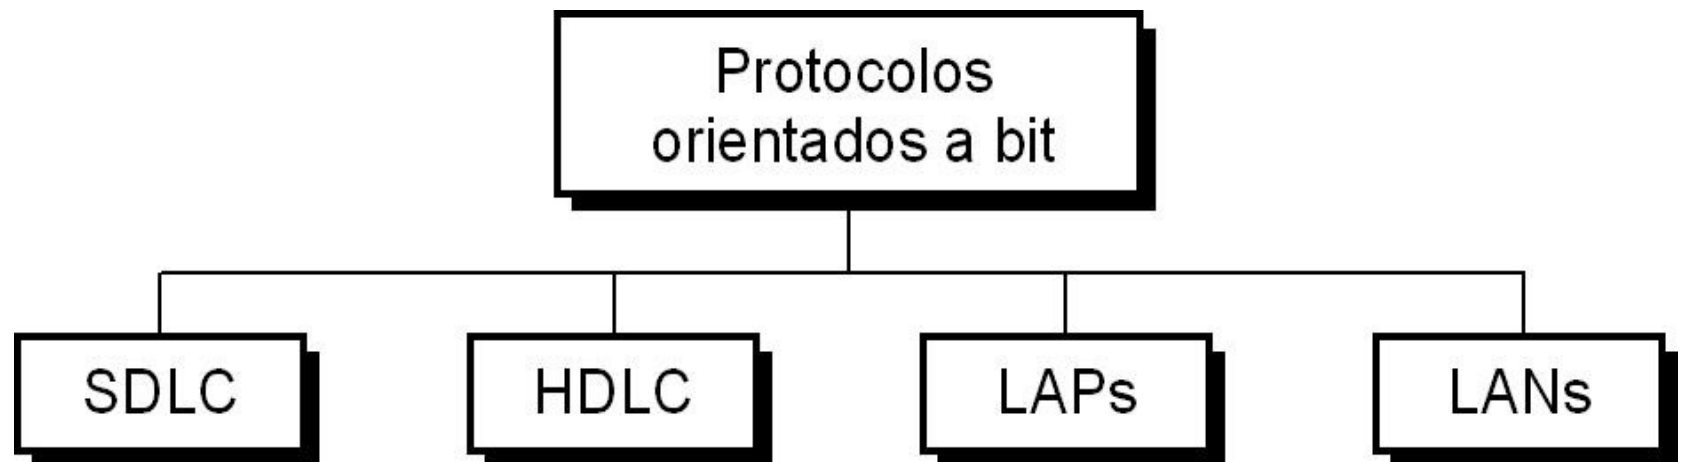 Protocolos
orientados a bit
SDLC
HDLC
LAPs
LANs